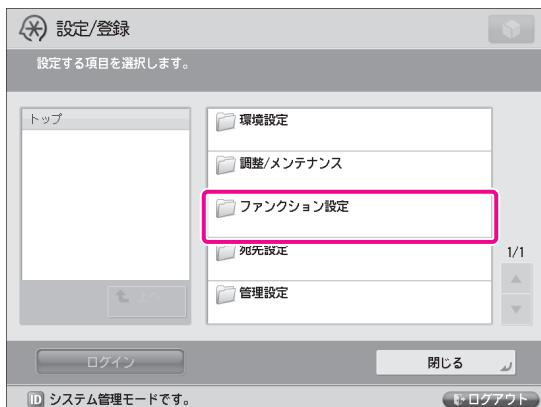 設定/登録
設定する項目を選択します。
トップ
環境設定
調整/メンテナンス
ファンクション設定
宛先設定
管理設定
1/1
上へ
ログイン
閉じる
ID システム管理モードです。
ログアウト